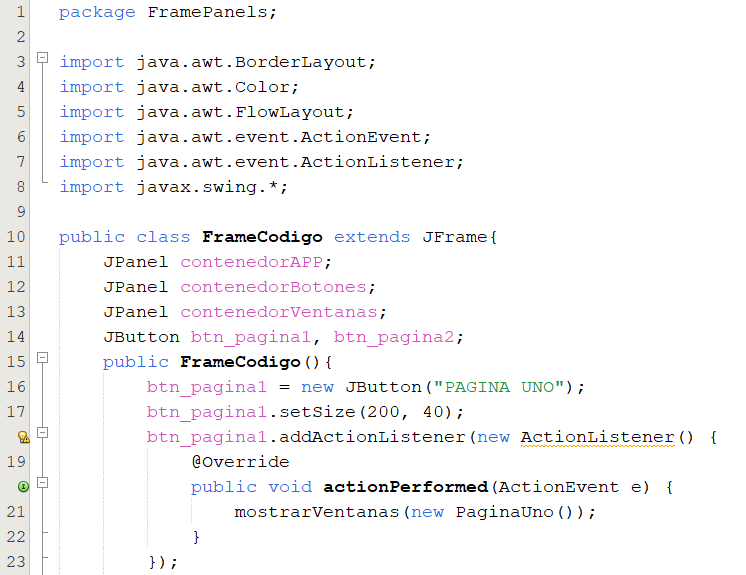 1 package FramePanels;
2
3 import java.awt.BorderLayout;
4 import java.awt.Color;
5 import java.awt.FlowLayout;
6 import java.awt.event.ActionEvent;
7 import java.awt.event.ActionListener;
8 import javax.swing.*;
9
10 public class FrameCodigo extends JFrame{
11     JPanel contenedorAPP;
12     JPanel contenedorBotones;
13     JPanel contenedorVentanas;
14     JButton btn_pagina1, btn_pagina2;
15     public FrameCodigo(){
16         btn_pagina1 = new JButton("PAGINA UNO");
17         btn_pagina1.setSize(200, 40);
        btn_pagina1.addActionListener(new ActionListener() {
19             @Override
            public void actionPerformed(ActionEvent e) {
21                 mostrarVentanas(new PaginaUno());
22             }
23         });